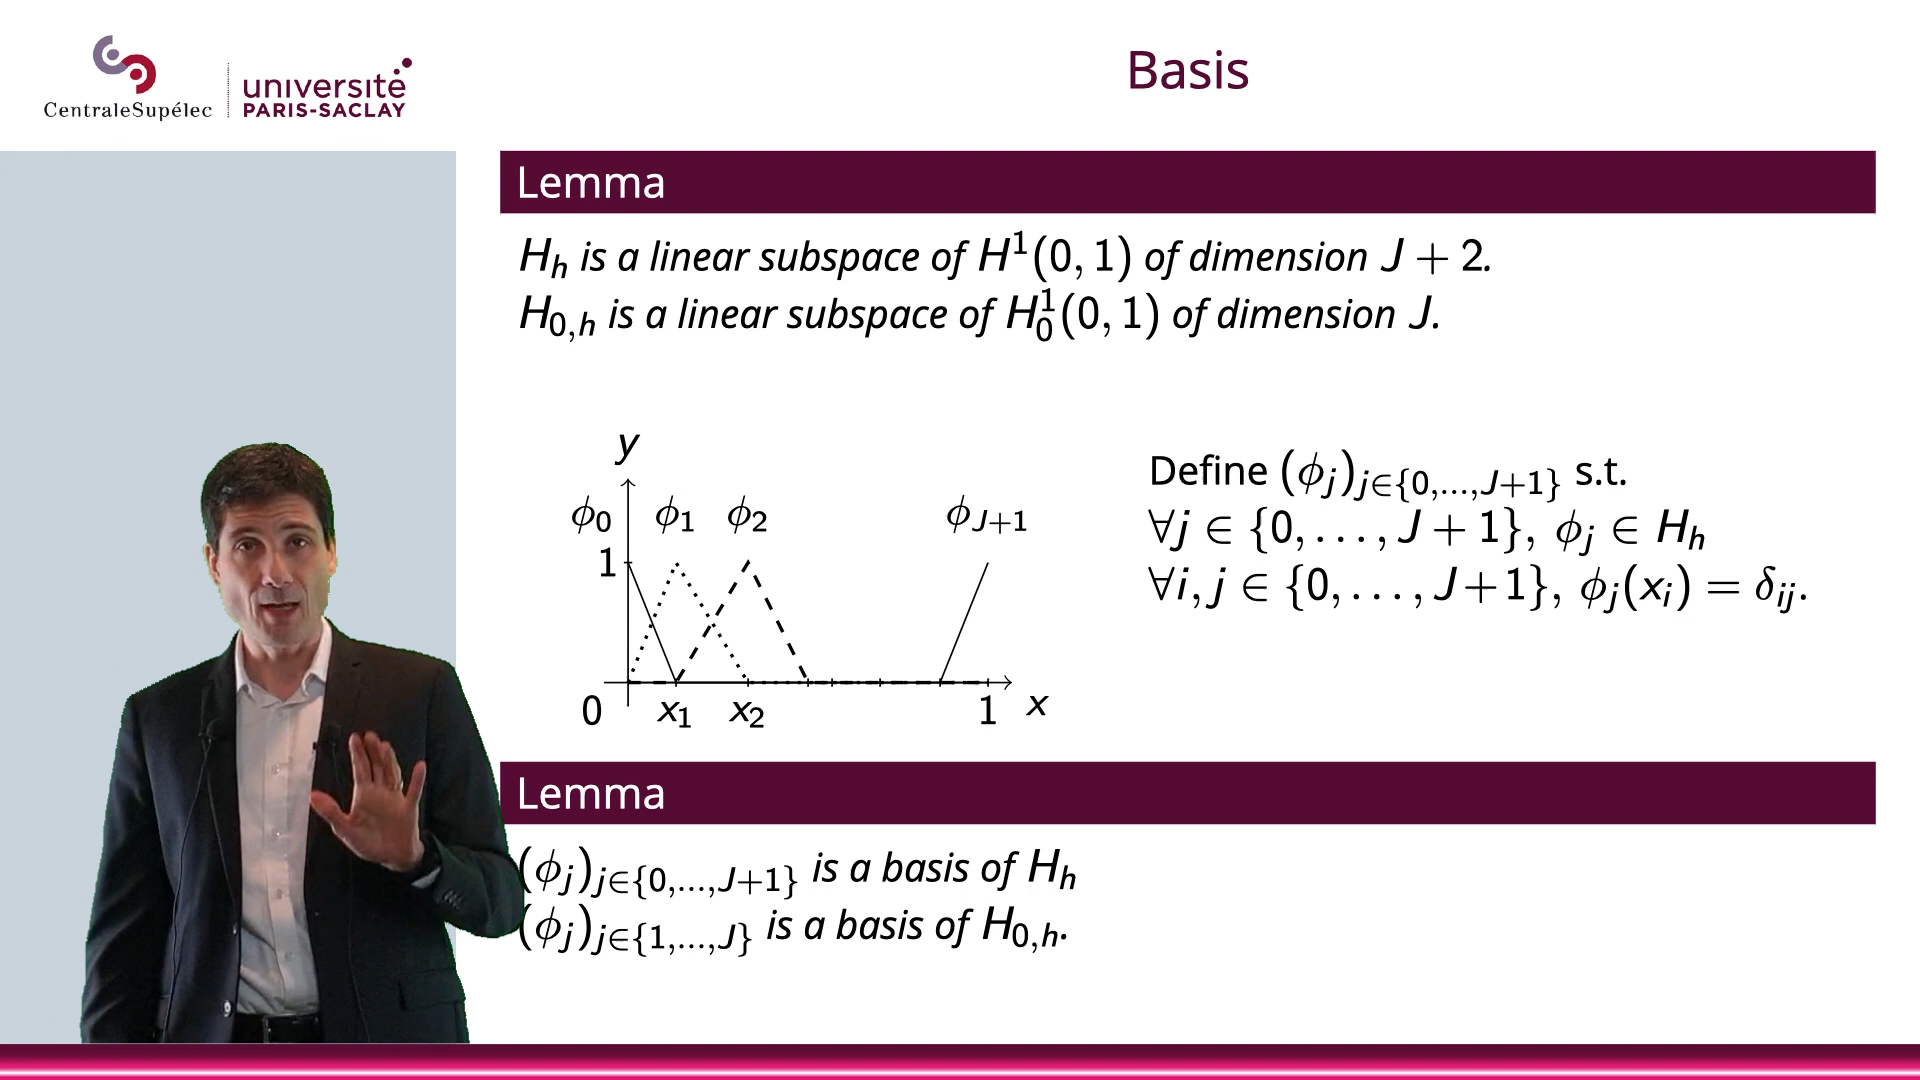 CentraleSupélec
université
PARIS-SACLAY
Basis
Lemma
H_h is a linear subspace of H^1(0, 1) of dimension J + 2.
H_{0,h} is a linear subspace of H_0^1(0, 1) of dimension J.
y
ϕ_0 ϕ_1 ϕ_2 ϕ_{J+1}
1
0 x_1 x_2 1 x
Define (ϕ_j)_{j∈{0,...,J+1}} s.t.
∀j ∈ {0, . . . , J + 1}, ϕ_j ∈ H_h
∀i, j ∈ {0, . . . , J+1}, ϕ_j(x_i) = δ_{ij}.
Lemma
(ϕ_j)_{j∈{0,...,J+1}} is a basis of H_h
(ϕ_j)_{j∈{1,...,J}} is a basis of H_{0,h}.